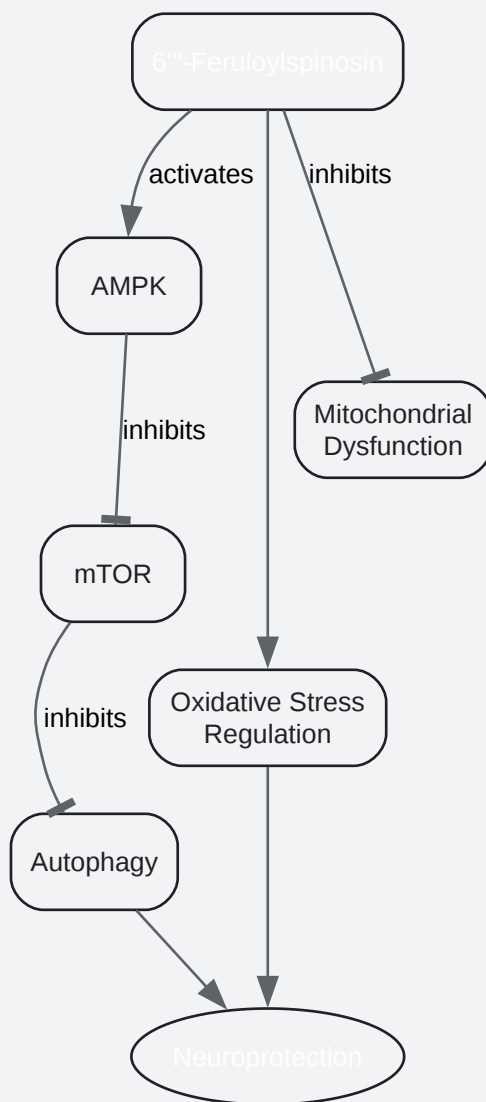 6'''-Feruloylspinosin
activates
inhibits
AMPK
Mitochondrial
Dysfunction
inhibits
mTOR
Oxidative Stress
Regulation
inhibits
Autophagy
Neuroprotection